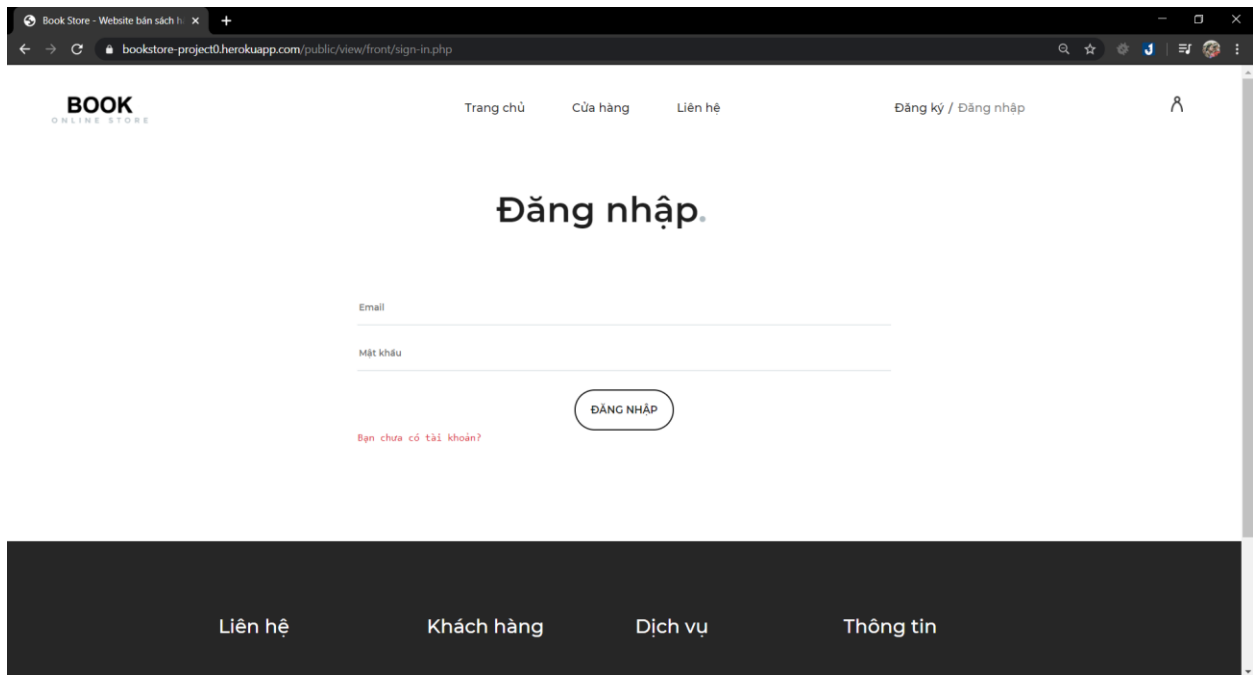 Book Store - Website bán sách h
bookstore-project0.herokuapp.com/public/view/front/sign-in.php
BOOK
ONLINE STORE
Trang chủ Cửa hàng Liên hệ Đăng ký / Đăng nhập
Đăng nhập.
Email
Mật khẩu
ĐĂNG NHẬP
Bạn chưa có tài khoản?
Liên hệ Khách hàng Dịch vụ Thông tin